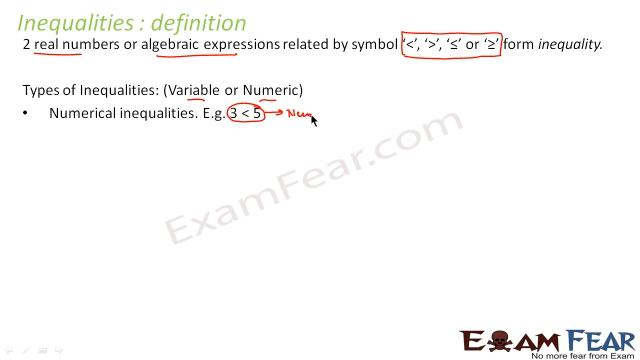 Inequalities : definition
2 real numbers or algebraic expressions related by symbol '<', '>', '≤' or '≥' form inequality.
Types of Inequalities: (Variable or Numeric)
• Numerical inequalities. E.g. 3 < 5 → Num
ExamFear.com
EXAM FEAR
No more fear from Exam